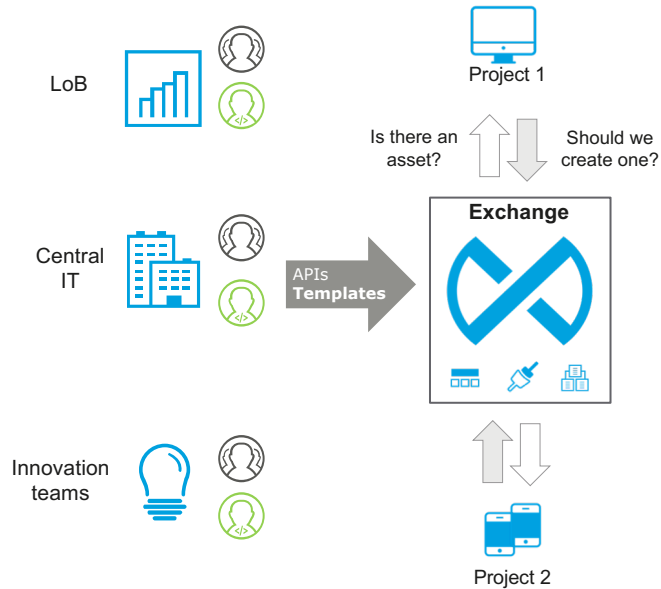 LoB
Project 1
Is there an
asset?
Should we
create one?
Central
IT
APIs
Templates
Exchange
Innovation
teams
Project 2